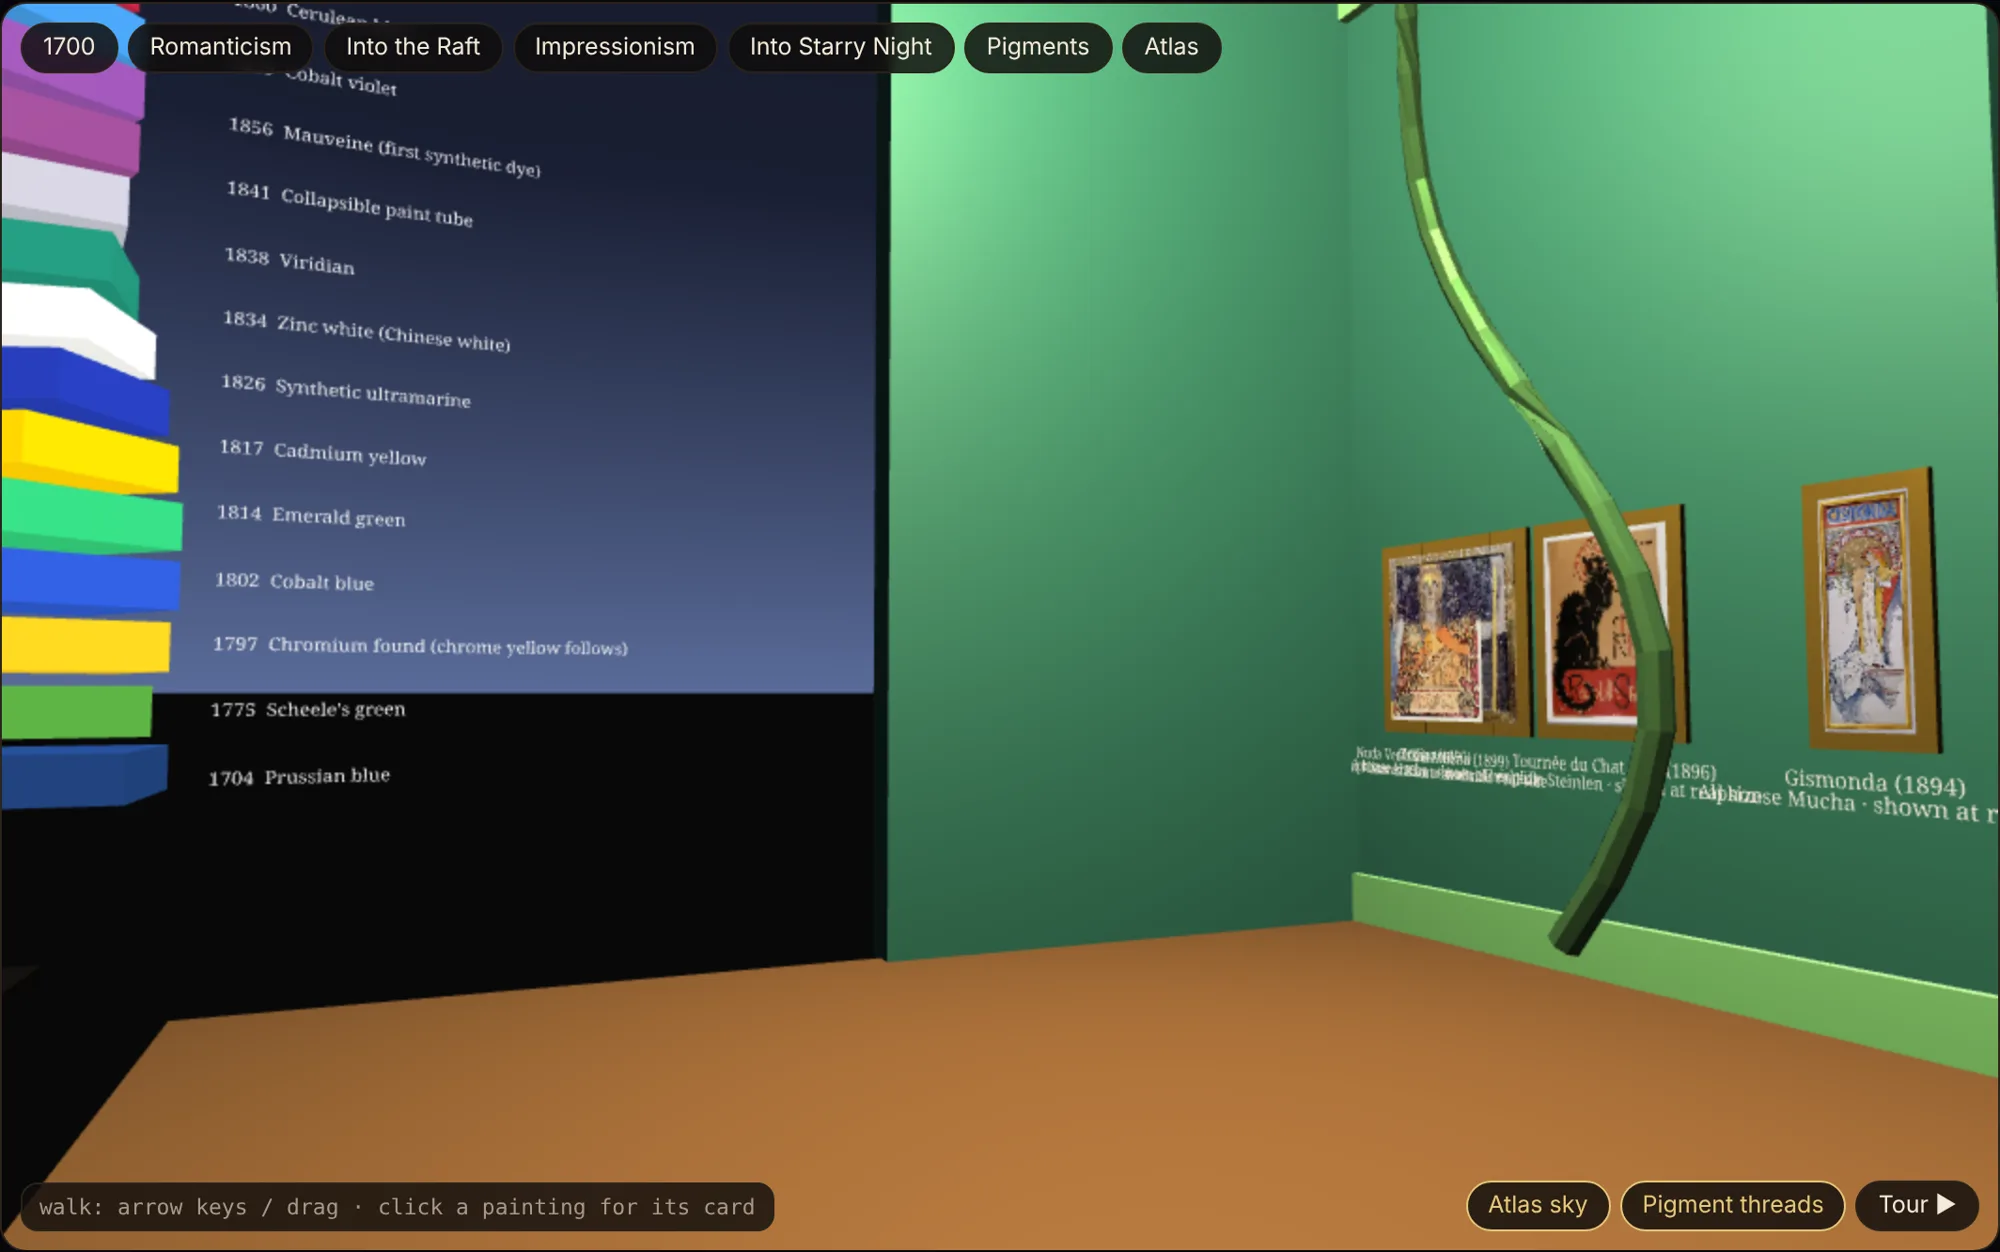 1700 Romanticism Into the Raft Impressionism Into Starry Night Pigments Atlas
Cobalt violet
1856 Mauveine (first synthetic dye)
1841 Collapsible paint tube
1838 Viridian
1834 Zinc white (Chinese white)
1826 Synthetic ultramarine
1817 Cadmium yellow
1814 Emerald green
1802 Cobalt blue
1797 Chromium found (chrome yellow follows)
1775 Scheele's green
1704 Prussian blue
(1899) Tournée du Chat (1896)
Steinlen
Gismonda (1894)
Mucha · shown at
walk: arrow keys / drag · click a painting for its card
Atlas sky Pigment threads Tour ▶